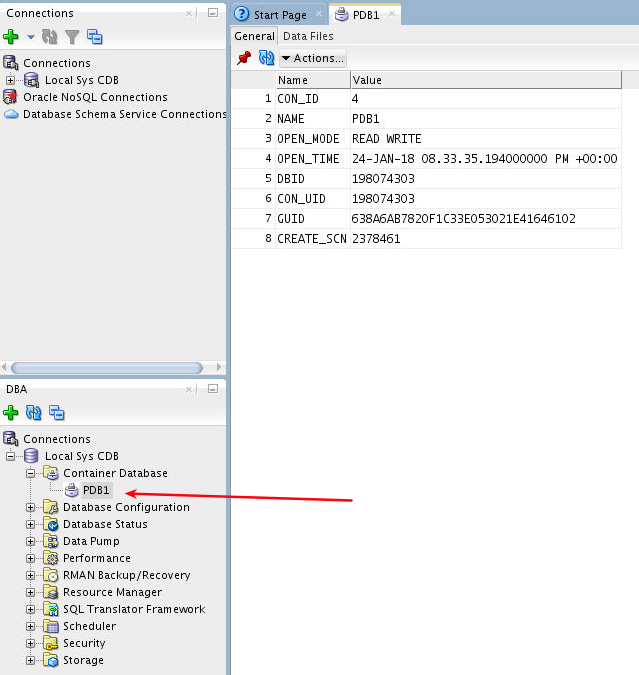 Connections
Connections
Local Sys CDB
Oracle NoSQL Connections
Database Schema Service Connections
DBA
Connections
Local Sys CDB
Container Database
PDB1
Database Configuration
Database Status
Data Pump
Performance
RMAN Backup/Recovery
Resource Manager
SQL Translator Framework
Scheduler
Security
Storage
Start Page
PDB1
General Data Files
Actions...
Name Value
1 CON_ID 4
2 NAME PDB1
3 OPEN_MODE READ WRITE
4 OPEN_TIME 24-JAN-18 08.33.35.194000000 PM +00:00
5 DBID 198074303
6 CON_UID 198074303
7 GUID 638A6AB7820F1C33E053021E41646102
8 CREATE_SCN 2378461